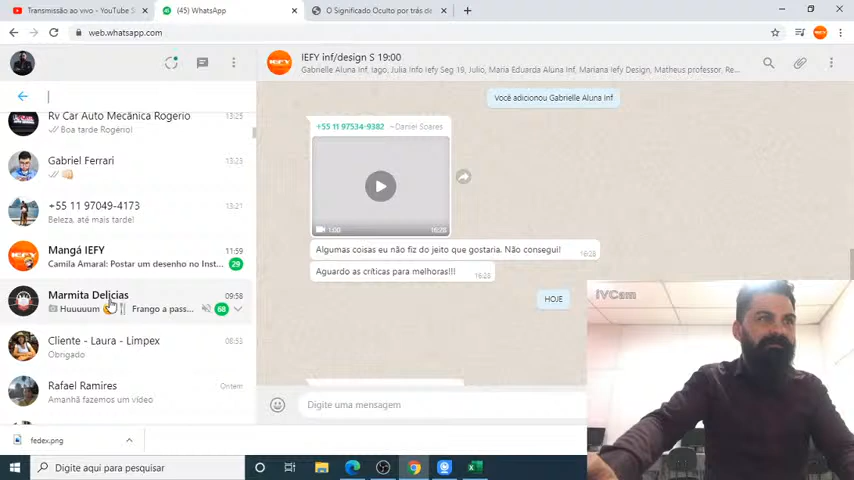 Transmissão ao vivo - YouTube S
(45) WhatsApp
O Significado Oculto por trás de
web.whatsapp.com
IEFY
IEFY inf/design S 19:00
Gabrielle Aluna Inf, Iago, Julia Info Iefy Seg 19, Julio, Maria Eduarda Aluna Inf, Mariana Iefy Design, Matheus professor, Re...
Você adicionou Gabrielle Aluna Inf
Rv Car Auto Mecânica Rogerio
13:25
Boa tarde Rogério!
Gabriel Ferrari
13:23
+55 11 97049-4173
13:21
Beleza, até mais tarde!
Mangá IEFY
11:59
Camila Amaral: Postar um desenho no Inst...
29
Marmita Delicias
09:58
Huuuuum
Frango a pass...
68
Cliente - Laura - Limpex
08:53
Obrigado
Rafael Ramires
Ontem
Amanhã fazemos um vídeo
+55 11 97534-9382
~Daniel Soares
1:00
16:28
Algumas coisas eu não fiz do jeito que gostaria. Não consegui!
16:28
Aguardo as críticas para melhoras!!!
16:28
HOJE
iVCam
Digite uma mensagem
fedex.png
Digite aqui para pesquisar